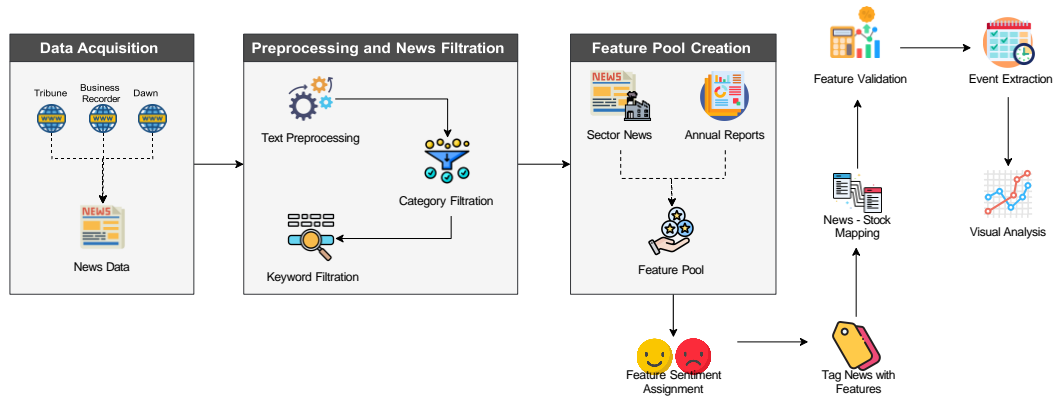 Data Acquisition
Tribune
Business
Recorder
Dawn
WWW
WWW
WWW
NEWS
News Data
Preprocessing and News Filtration
Text Preprocessing
Category Filtration
Keyword Filtration
Feature Pool Creation
NEWS
Sector News
Annual Reports
Feature Pool
Feature Sentiment
Assignment
Tag News with
Features
News - Stock
Mapping
Feature Validation
Event Extraction
Visual Analysis